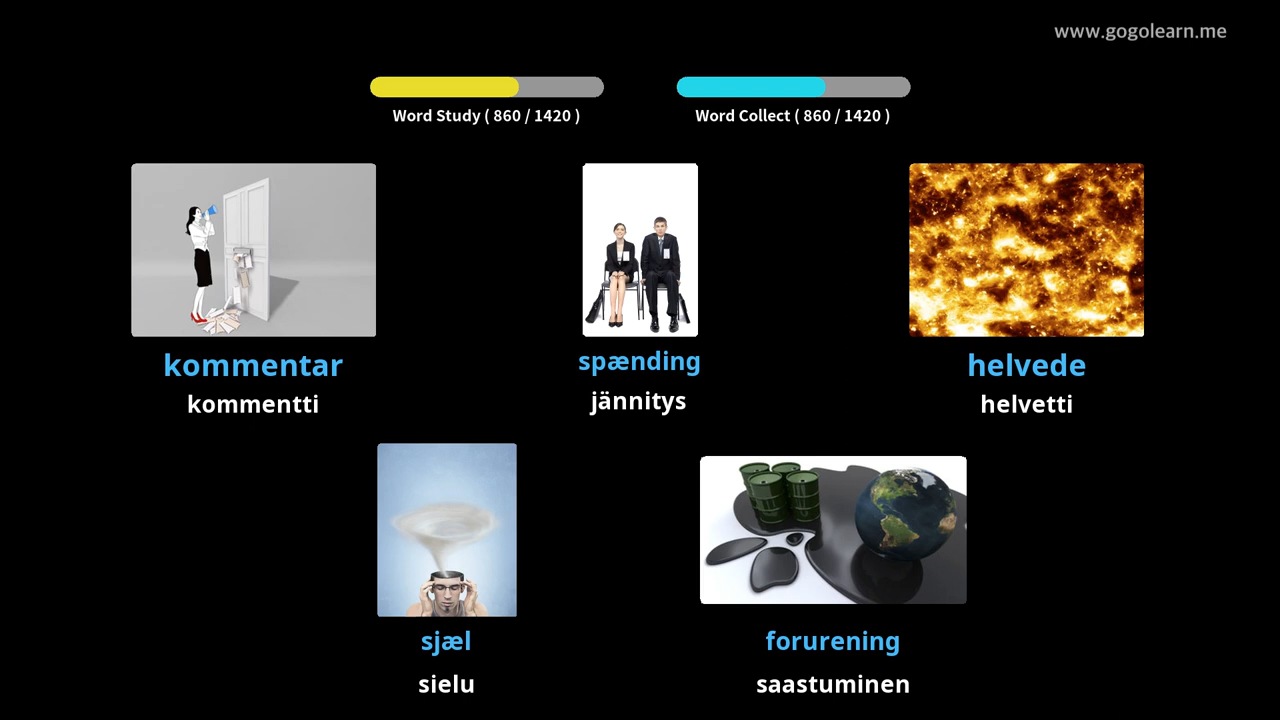 www.gogolearn.me
Word Study ( 860 / 1420 )
Word Collect ( 860 / 1420 )
kommentar
kommentti
spænding
jännitys
helvede
helvetti
sjæl
sielu
forurening
saastuminen